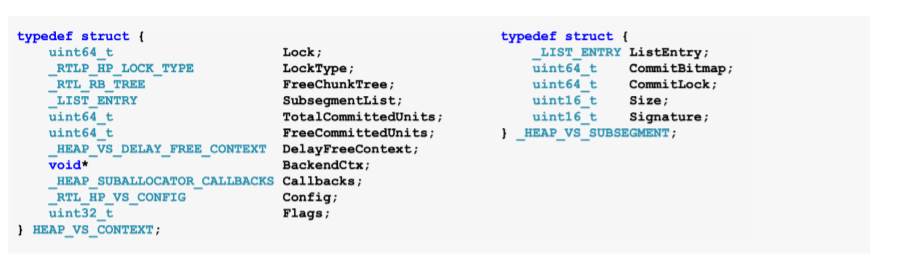 typedef struct {
uint64_t Lock;
_RTLP_HP_LOCK_TYPE LockType;
_RTL_RB_TREE FreeChunkTree;
_LIST_ENTRY SubsegmentList;
uint64_t TotalCommittedUnits;
uint64_t FreeCommittedUnits;
_HEAP_VS_DELAY_FREE_CONTEXT DelayFreeContext;
void* BackendCtx;
_HEAP_SUBALLOCATOR_CALLBACKS Callbacks;
_RTL_HP_VS_CONFIG Config;
uint32_t Flags;
} HEAP_VS_CONTEXT;
typedef struct {
_LIST_ENTRY ListEntry;
uint64_t CommitBitmap;
uint64_t CommitLock;
uint16_t Size;
uint16_t Signature;
} _HEAP_VS_SUBSEGMENT;